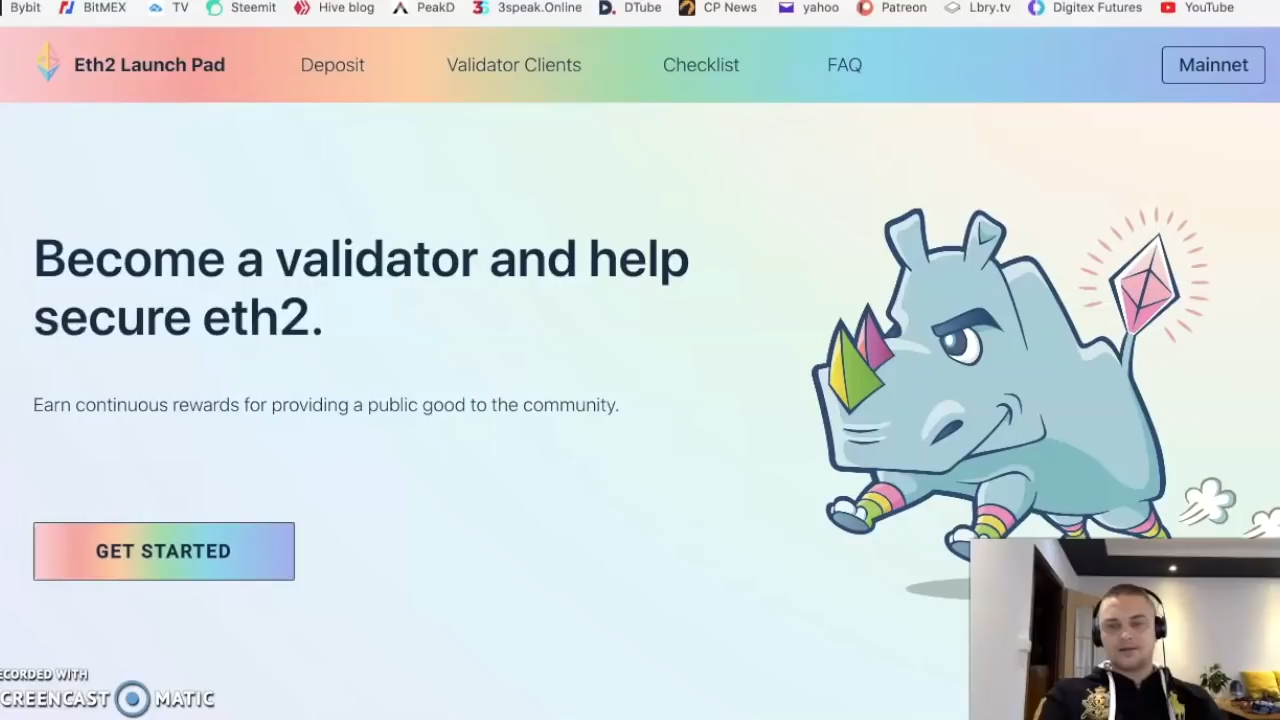 Bybit BitMEX TV Steemit Hive blog PeakD 3speak.Online DTube CP News yahoo Patreon Lbry.tv Digitex Futures YouTube
Eth2 Launch Pad Deposit Validator Clients Checklist FAQ Mainnet
Become a validator and help
secure eth2.
Earn continuous rewards for providing a public good to the community.
GET STARTED
ECORDED WITH
CREENCAST MATIC